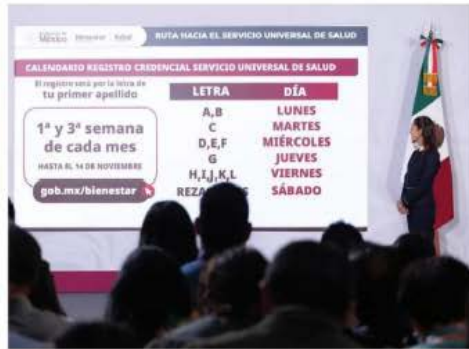 México Bienestar Salud
RUTA HACIA EL SERVICIO UNIVERSAL DE SALUD
CALENDARIO REGISTRO CREDENCIAL SERVICIO UNIVERSAL DE SALUD
El registro será por la letra de
tu primer apellido
1ª y 3ª semana
de cada mes
HASTA EL 14 DE NOVIEMBRE
gob.mx/bienestar
LETRA DÍA
A,B LUNES
C MARTES
D,E,F MIÉRCOLES
G JUEVES
H,I,J,K,L VIERNES
SÁBADO